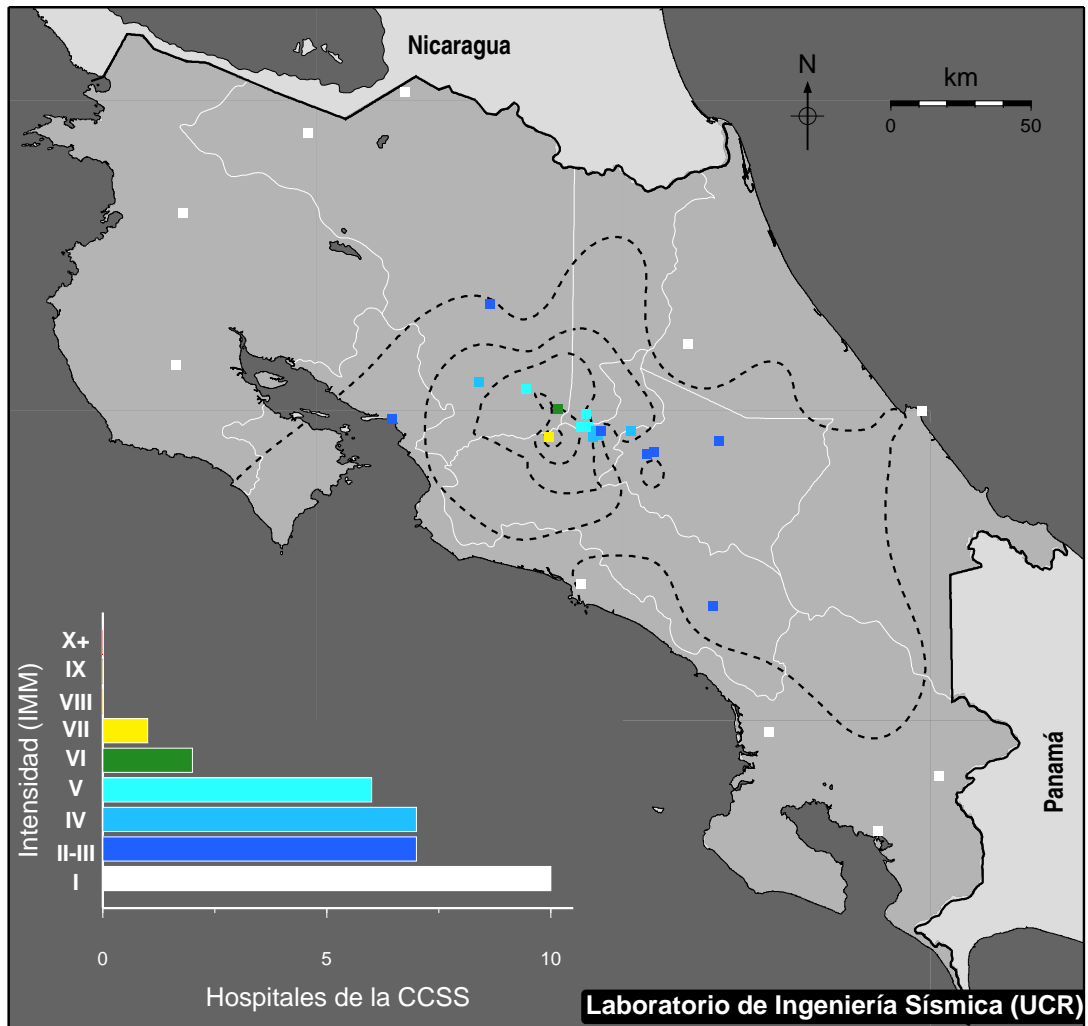 Nicaragua
N
km
0 50
Panamá
Intensidad (IMM)
X+
IX
VIII
VII
VI
V
IV
II-III
I
0 5 10
Hospitales de la CCSS
Laboratorio de Ingeniería Sísmica (UCR)